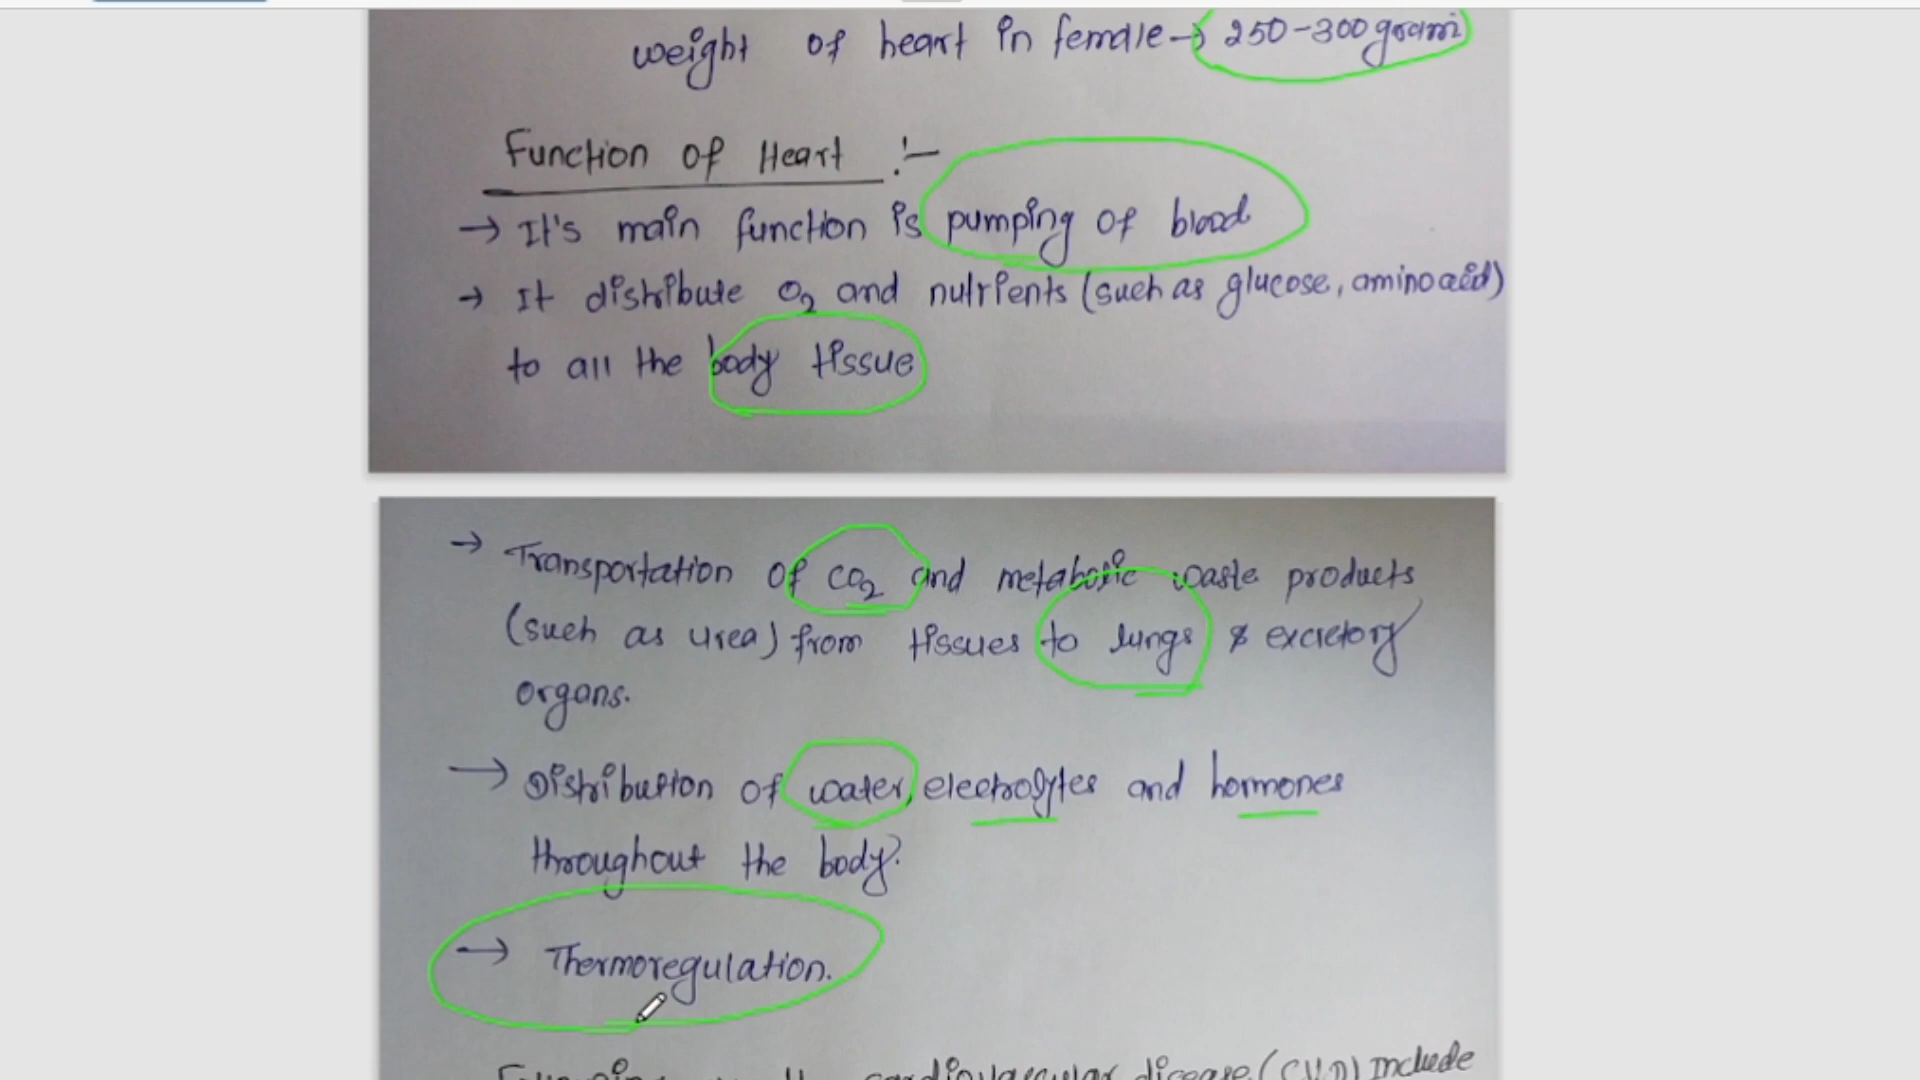 weight of heart in female → 250-300 gram
Function of Heart :-
→ It's main function is pumping of blood
→ It distribute O₂ and nutrients (such as glucose, amino acid)
to all the body tissue
→ Transportation of CO₂ and metabolic waste products
(such as urea) from tissues to lungs & excretory
organs.
→ Distribution of water, electrolytes and hormones
throughout the body.
→ Thermoregulation.
cardiovascular disease (CVD) include